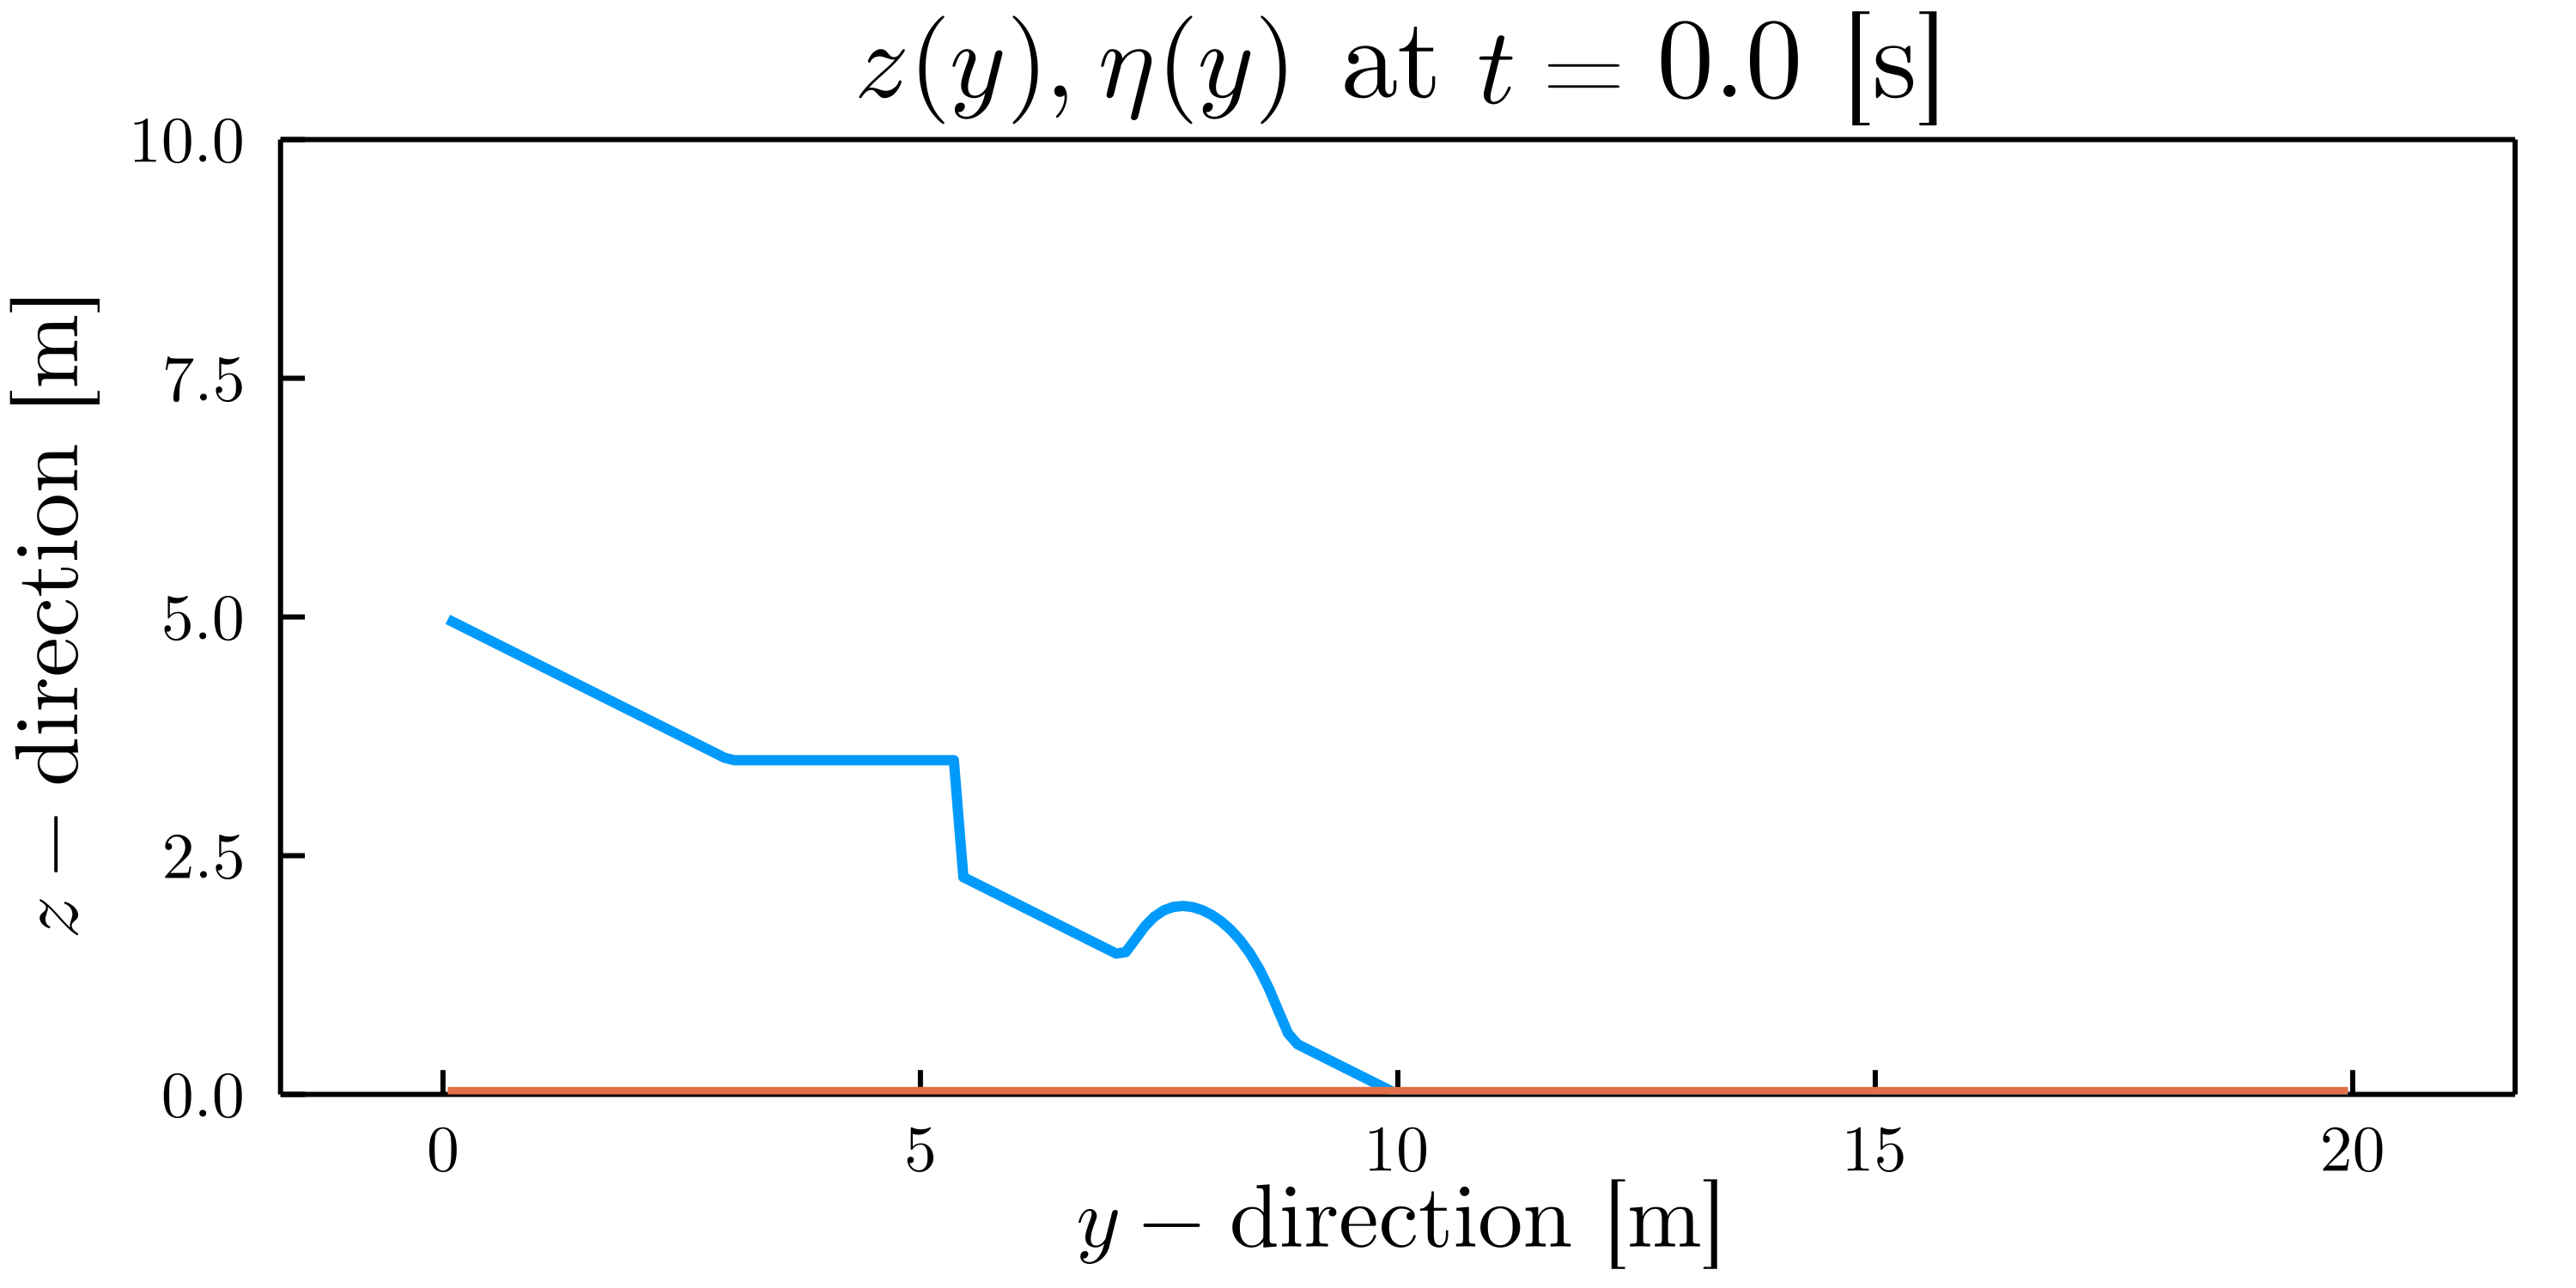 z(y), η(y) at t = 0.0 [s]
z − direction [m]
10.0
7.5
5.0
2.5
0.0
0 5 10 15 20
y − direction [m]